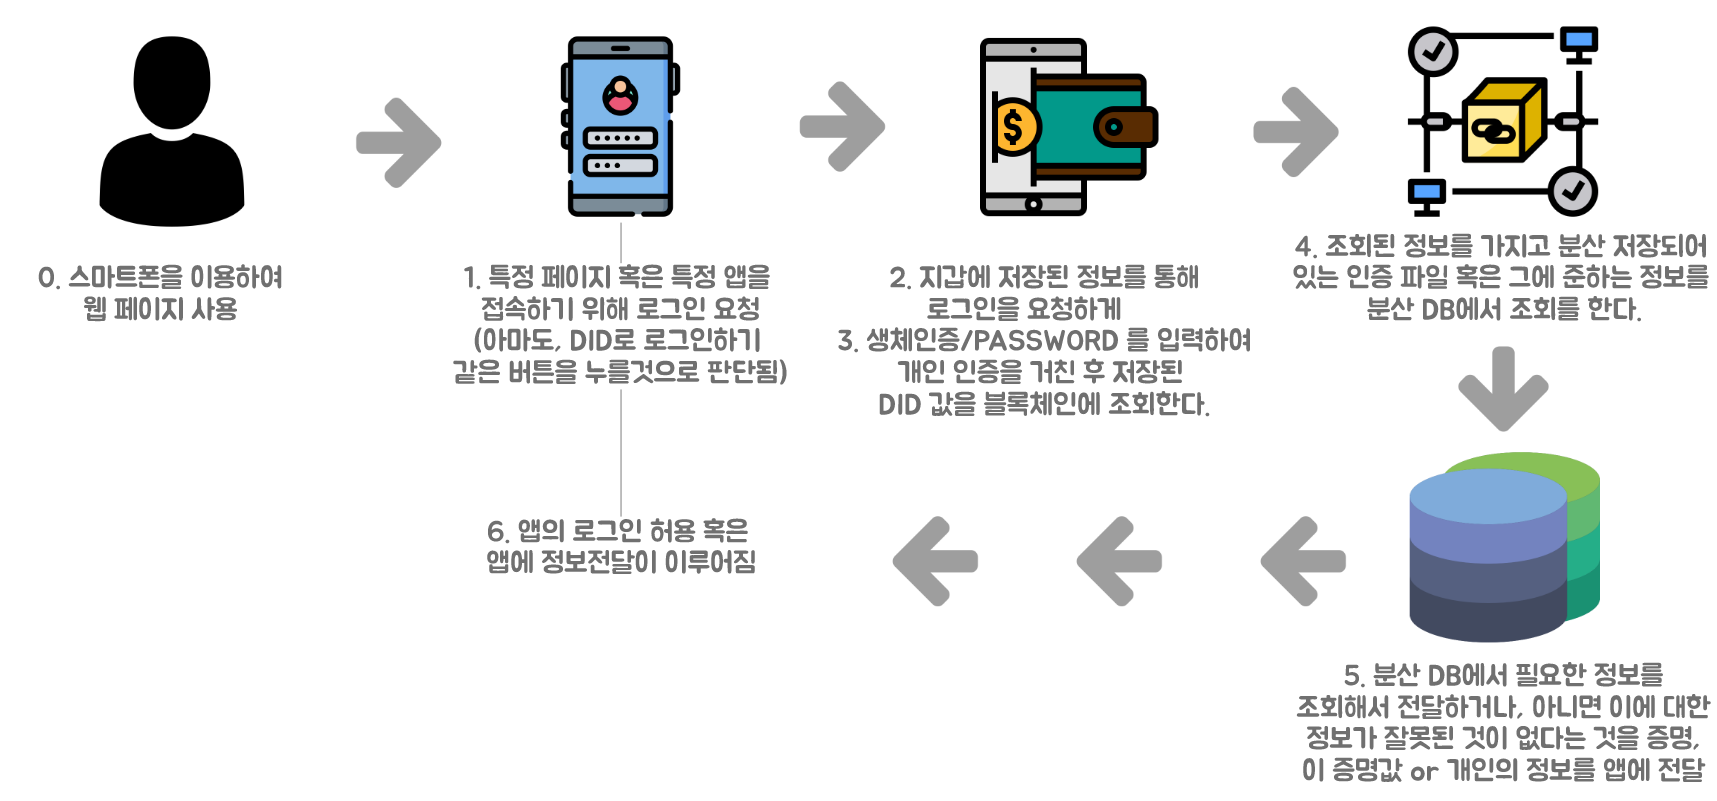 0. 스마트폰을 이용하여
웹 페이지 사용
1. 특정 페이지 혹은 특정 앱을
접속하기 위해 로그인 요청
(아마도, DID로 로그인하기
같은 버튼을 누를것으로 판단됨)
2. 지갑에 저장된 정보를 통해
로그인을 요청하게
3. 생체인증/PASSWORD 를 입력하여
개인 인증을 거친 후 저장된
DID 값을 블록체인에 조회한다.
4. 조회된 정보를 가지고 분산 저장되어
있는 인증 파일 혹은 그에 준하는 정보를
분산 DB에서 조회를 한다.
5. 분산 DB에서 필요한 정보를
조회해서 전달하거나, 아니면 이에 대한
정보가 잘못된 것이 없다는 것을 증명,
이 증명값 or 개인의 정보를 앱에 전달
6. 앱의 로그인 허용 혹은
앱에 정보전달이 이루어짐